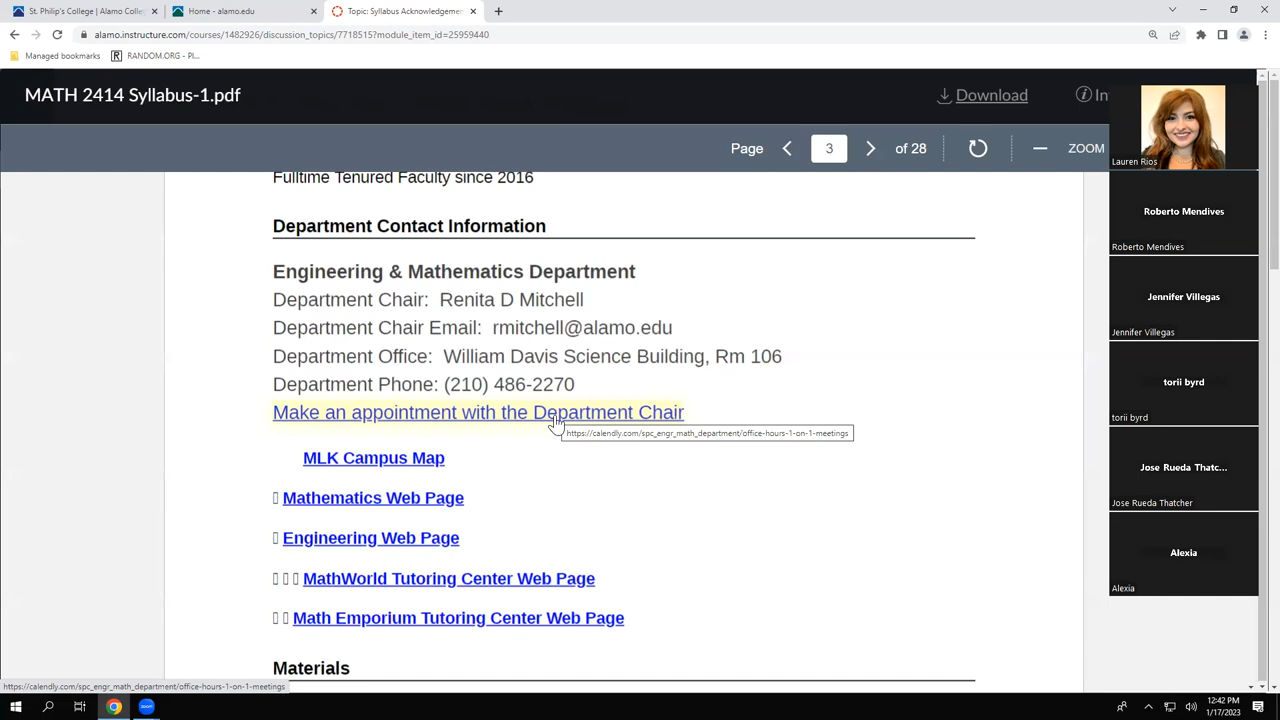 St. Philip's College | Alamo Colleg
Home - alamo.edu
Topic: Syllabus Acknowledgement
alamo.instructure.com/courses/1482926/discussion_topics/7718515?module_item_id=25959440
Managed bookmarks
RANDOM.ORG - Pl...
MATH 2414 Syllabus-1.pdf
Download
In
Page 3 of 28
ZOOM
Fulltime Tenured Faculty since 2016
Department Contact Information
Engineering & Mathematics Department
Department Chair: Renita D Mitchell
Department Chair Email: rmitchell@alamo.edu
Department Office: William Davis Science Building, Rm 106
Department Phone: (210) 486-2270
Make an appointment with the Department Chair
https://calendly.com/spc_engr_math_department/office-hours-1-on-1-meetings
MLK Campus Map
Mathematics Web Page
Engineering Web Page
MathWorld Tutoring Center Web Page
Math Emporium Tutoring Center Web Page
Materials
Lauren Rios
Roberto Mendives
Roberto Mendives
Jennifer Villegas
Jennifer Villegas
torii byrd
torii byrd
Jose Rueda Thatc...
Jose Rueda Thatcher
Alexia
Alexia
https://calendly.com/spc_engr_math_department/office-hours-1-on-1-meetings
zoom
12:42 PM
1/17/2023